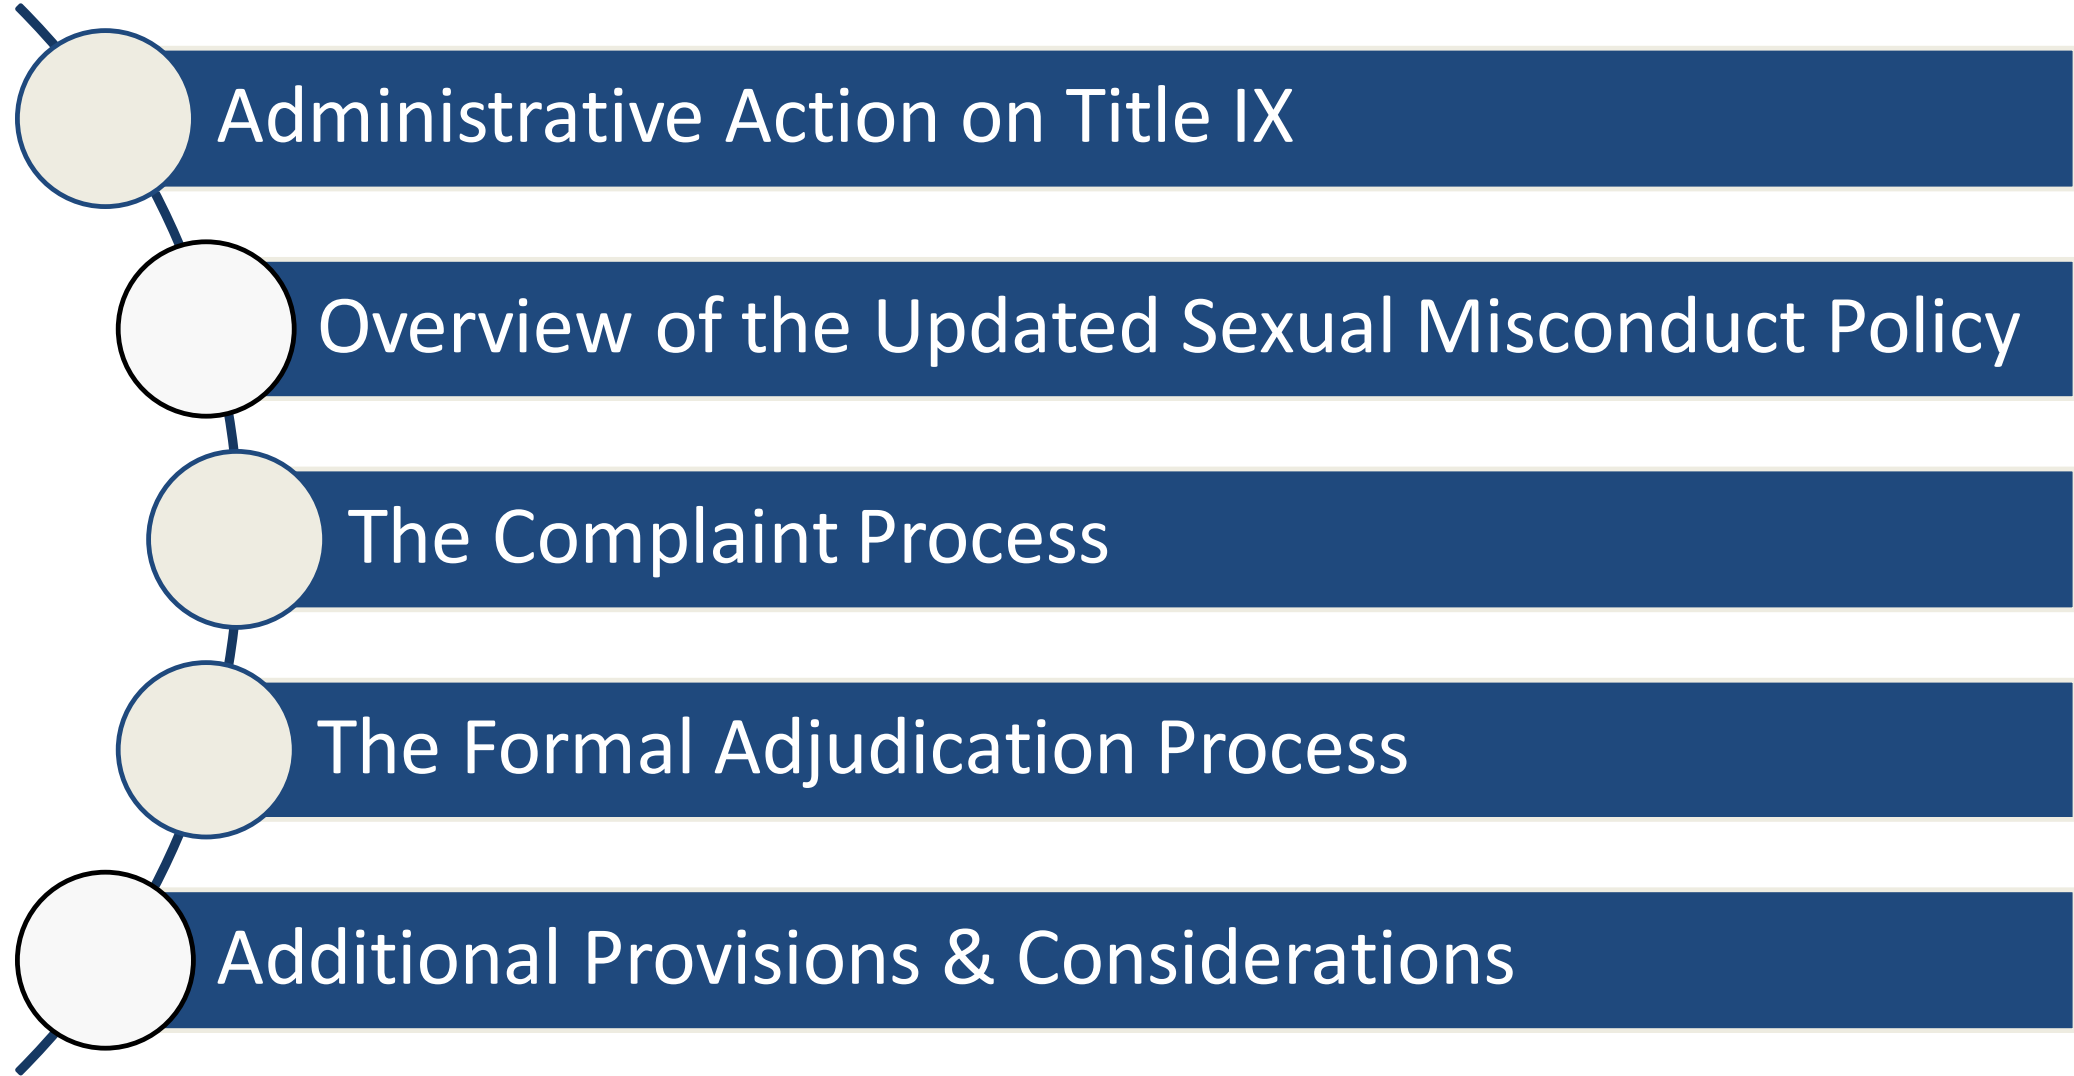 Administrative Action on Title IX
Overview of the Updated Sexual Misconduct Policy
The Complaint Process
The Formal Adjudication Process
Additional Provisions & Considerations